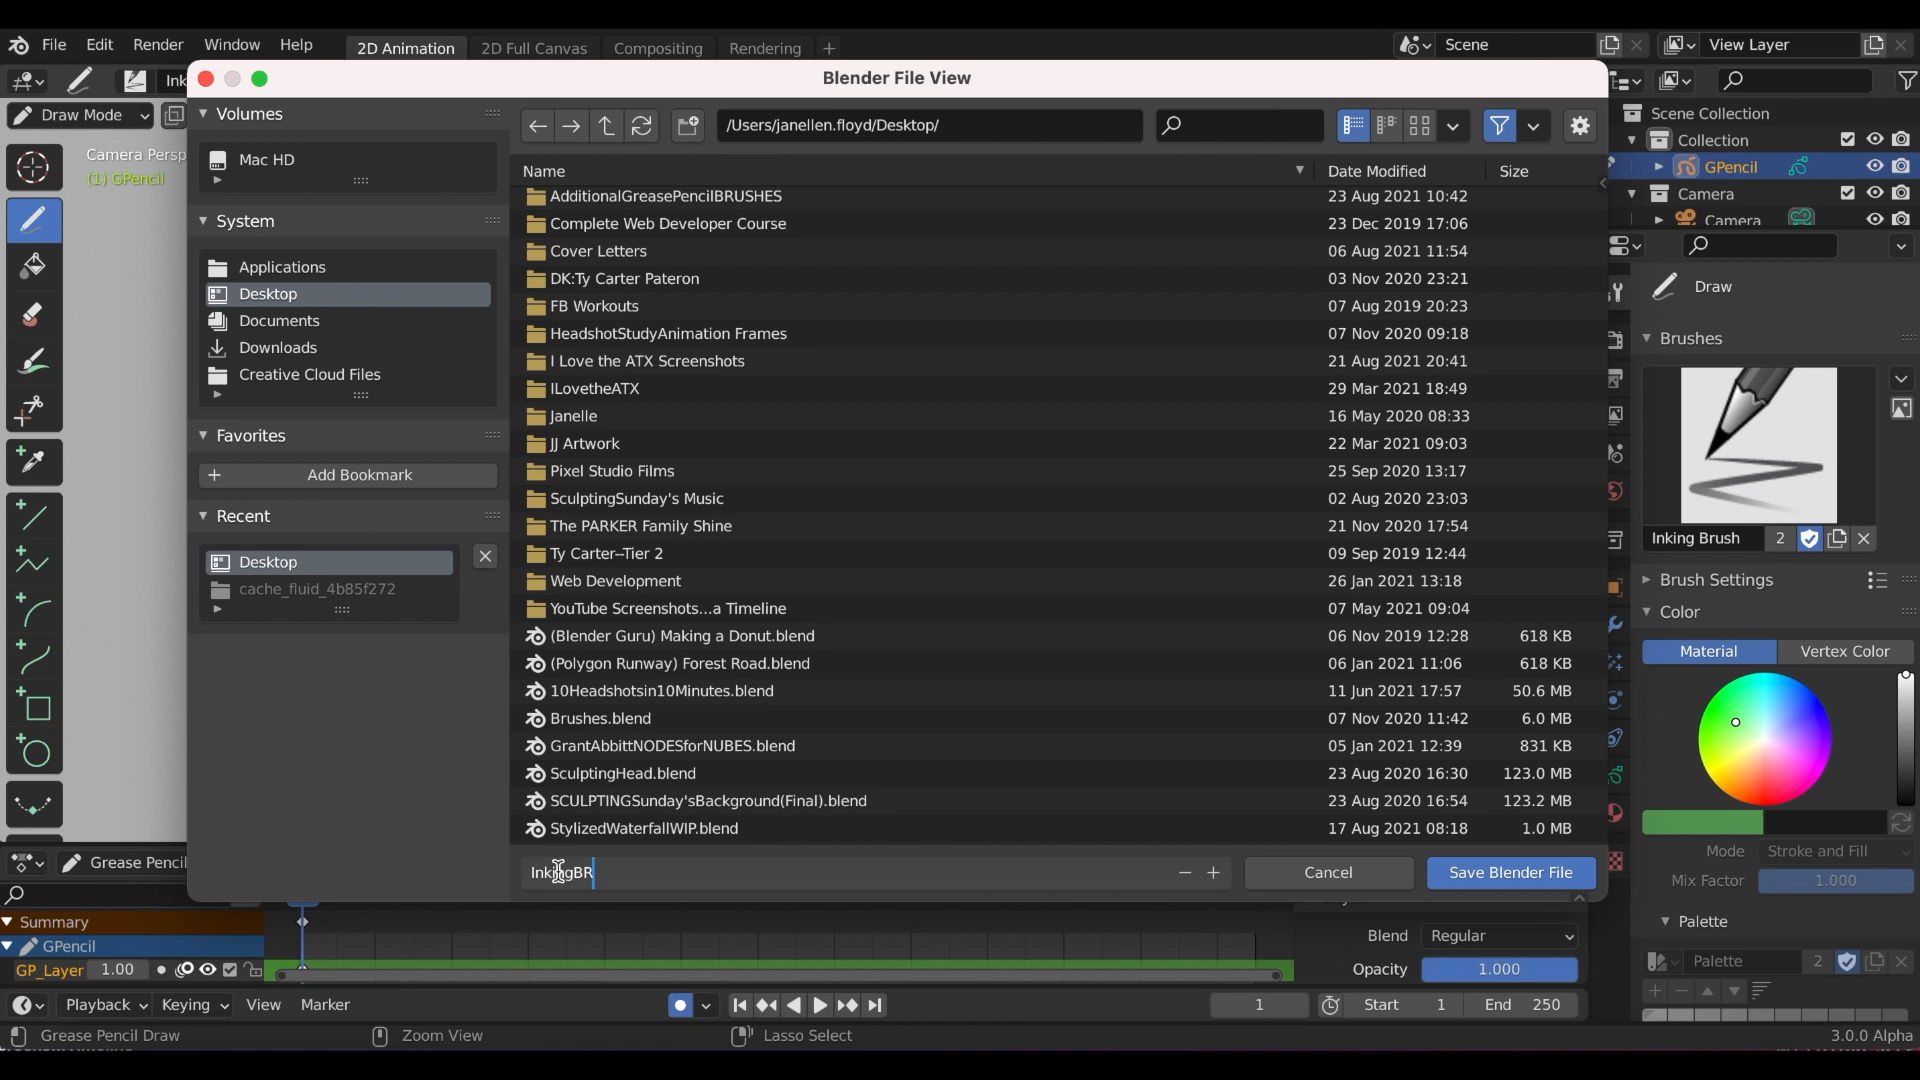 File Edit Render Window Help 2D Animation 2D Full Canvas Compositing Rendering + Scene View Layer
Blender File View
Ink
Draw Mode
Camera Persp
(1) GPencil
Volumes
Mac HD
System
Applications
Desktop
Documents
Downloads
Creative Cloud Files
Favorites
+ Add Bookmark
Recent
Desktop
cache_fluid_4b85f272
/Users/janellen.floyd/Desktop/
Name Date Modified Size
AdditionalGreasePencilBRUSHES 23 Aug 2021 10:42
Complete Web Developer Course 23 Dec 2019 17:06
Cover Letters 06 Aug 2021 11:54
DK:Ty Carter Pateron 03 Nov 2020 23:21
FB Workouts 07 Aug 2019 20:23
HeadshotStudyAnimation Frames 07 Nov 2020 09:18
I Love the ATX Screenshots 21 Aug 2021 20:41
ILovetheATX 29 Mar 2021 18:49
Janelle 16 May 2020 08:33
JJ Artwork 22 Mar 2021 09:03
Pixel Studio Films 25 Sep 2020 13:17
SculptingSunday's Music 02 Aug 2020 23:03
The PARKER Family Shine 21 Nov 2020 17:54
Ty Carter--Tier 2 09 Sep 2019 12:44
Web Development 26 Jan 2021 13:18
YouTube Screenshots...a Timeline 07 May 2021 09:04
(Blender Guru) Making a Donut.blend 06 Nov 2019 12:28 618 KB
(Polygon Runway) Forest Road.blend 06 Jan 2021 11:06 618 KB
10Headshotsin10Minutes.blend 11 Jun 2021 17:57 50.6 MB
Brushes.blend 07 Nov 2020 11:42 6.0 MB
GrantAbbittNODESforNUBES.blend 05 Jan 2021 12:39 831 KB
SculptingHead.blend 23 Aug 2020 16:30 123.0 MB
SCULPTINGSunday'sBackground(Final).blend 23 Aug 2020 16:54 123.2 MB
StylizedWaterfallWIP.blend 17 Aug 2021 08:18 1.0 MB
InkingBR − + Cancel Save Blender File
Scene Collection
Collection
GPencil
Camera
Camera
Draw
Brushes
Inking Brush 2
Brush Settings
Color
Material Vertex Color
Mode Stroke and Fill
Mix Factor 1.000
Palette
Palette 2
Grease Pencil
Summary
GPencil
GP_Layer 1.00
Blend Regular
Opacity 1.000
Playback Keying View Marker 1 Start 1 End 250
Grease Pencil Draw Zoom View Lasso Select 3.0.0 Alpha